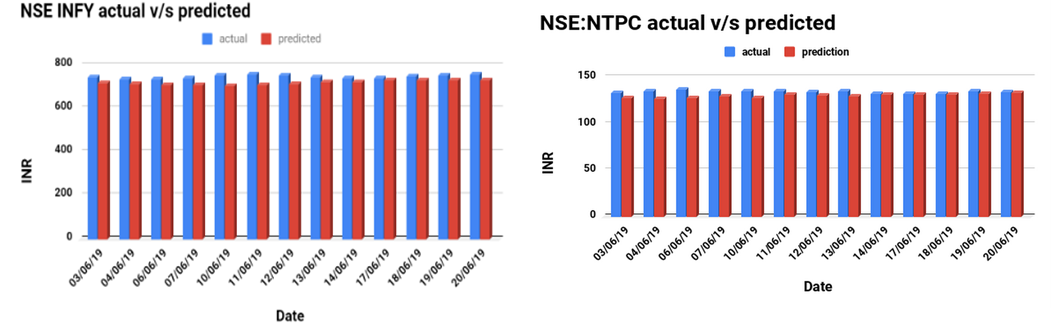 NSE INFY actual v/s predicted
actual predicted
800
600
400
200
0
INR
03/06/19 04/06/19 06/06/19 07/06/19 10/06/19 11/06/19 12/06/19 13/06/19 14/06/19 17/06/19 18/06/19 19/06/19 20/06/19
Date
NSE:NTPC actual v/s predicted
actual prediction
150
100
50
0
INR
03/06/19 04/06/19 06/06/19 07/06/19 10/06/19 11/06/19 12/06/19 13/06/19 14/06/19 17/06/19 18/06/19 19/06/19 20/06/19
Date